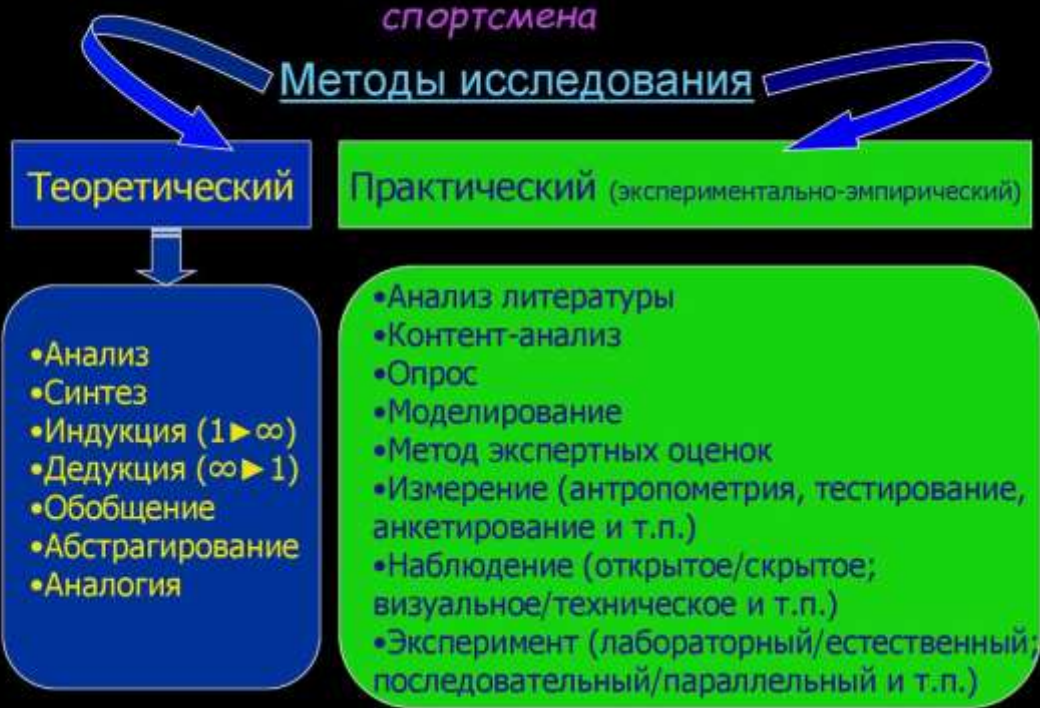 спортсмена
Методы исследования
Теоретический
Практический (экспериментально-эмпирический)
•Анализ
•Синтез
•Индукция (1►∞)
•Дедукция (∞►1)
•Обобщение
•Абстрагирование
•Аналогия
•Анализ литературы
•Контент-анализ
•Опрос
•Моделирование
•Метод экспертных оценок
•Измерение (антропометрия, тестирование,
анкетирование и т.п.)
•Наблюдение (открытое/скрытое;
визуальное/техническое и т.п.)
•Эксперимент (лабораторный/естественный;
последовательный/параллельный и т.п.)